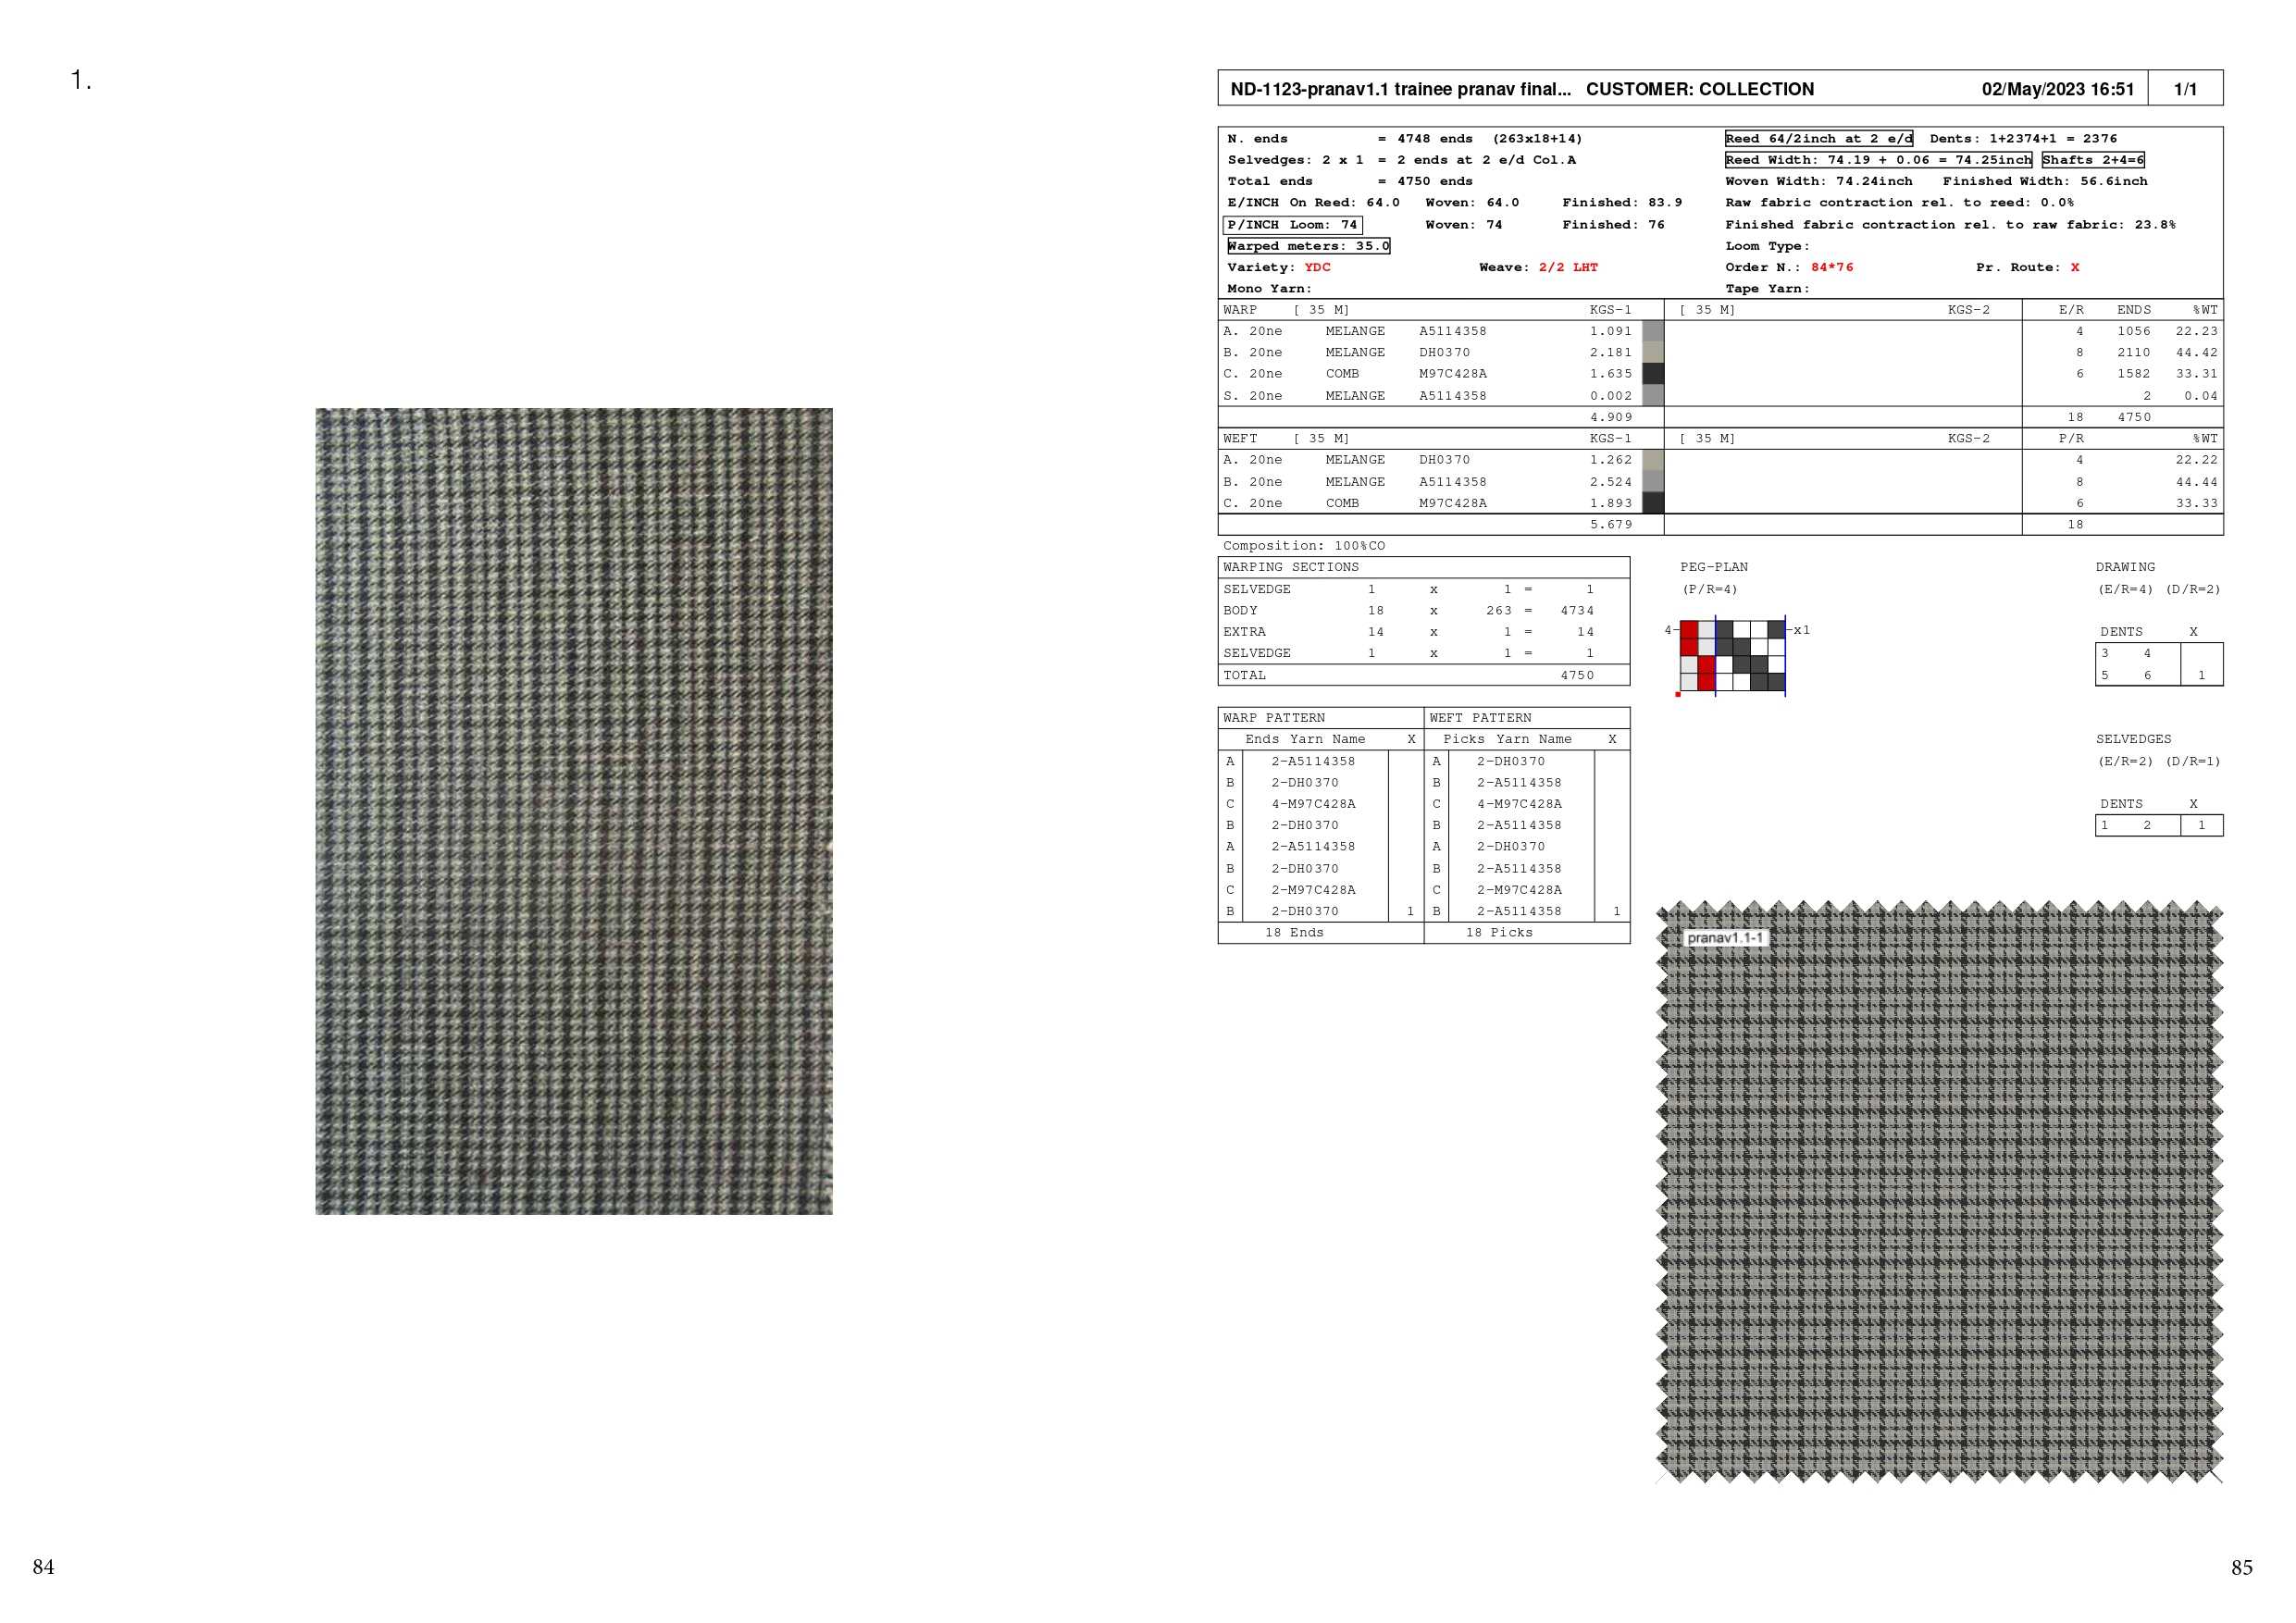 1.
ND-1123-pranav1.1 trainee pranav final... CUSTOMER: COLLECTION 02/May/2023 16:51 1/1
N. ends = 4748 ends (263x18+14) Reed 64/2inch at 2 e/d Dents: 1+2374+1 = 2376
Selvedges: 2 x 1 = 2 ends at 2 e/d Col.A Reed Width: 74.19 + 0.06 = 74.25inch Shafts 2+4=6
Total ends = 4750 ends Woven Width: 74.24inch Finished Width: 56.6inch
E/INCH On Reed: 64.0 Woven: 64.0 Finished: 83.9 Raw fabric contraction rel. to reed: 0.0%
P/INCH Loom: 74 Woven: 74 Finished: 76 Finished fabric contraction rel. to raw fabric: 23.8%
Warped meters: 35.0 Loom Type:
Variety: YDC Weave: 2/2 LHT Order N.: 84*76 Pr. Route: X
Mono Yarn: Tape Yarn:
WARP [ 35 M] KGS-1 [ 35 M] KGS-2 E/R ENDS %WT
A. 20ne MELANGE A5114358 1.091 4 1056 22.23
B. 20ne MELANGE DH0370 2.181 8 2110 44.42
C. 20ne COMB M97C428A 1.635 6 1582 33.31
S. 20ne MELANGE A5114358 0.002 2 0.04
4.909 18 4750
WEFT [ 35 M] KGS-1 [ 35 M] KGS-2 P/R %WT
A. 20ne MELANGE DH0370 1.262 4 22.22
B. 20ne MELANGE A5114358 2.524 8 44.44
C. 20ne COMB M97C428A 1.893 6 33.33
5.679 18
Composition: 100%CO
WARPING SECTIONS
SELVEDGE 1 x 1 = 1
BODY 18 x 263 = 4734
EXTRA 14 x 1 = 14
SELVEDGE 1 x 1 = 1
TOTAL 4750
PEG-PLAN
(P/R=4)
4 x1
DRAWING
(E/R=4) (D/R=2)
DENTS X
3 4
5 6 1
WARP PATTERN WEFT PATTERN
Ends Yarn Name X Picks Yarn Name X
A 2-A5114358 A 2-DH0370
B 2-DH0370 B 2-A5114358
C 4-M97C428A C 4-M97C428A
B 2-DH0370 B 2-A5114358
A 2-A5114358 A 2-DH0370
B 2-DH0370 B 2-A5114358
C 2-M97C428A C 2-M97C428A
B 2-DH0370 1 B 2-A5114358 1
18 Ends 18 Picks
SELVEDGES
(E/R=2) (D/R=1)
DENTS X
1 2 1
pranav1.1-1
84
85